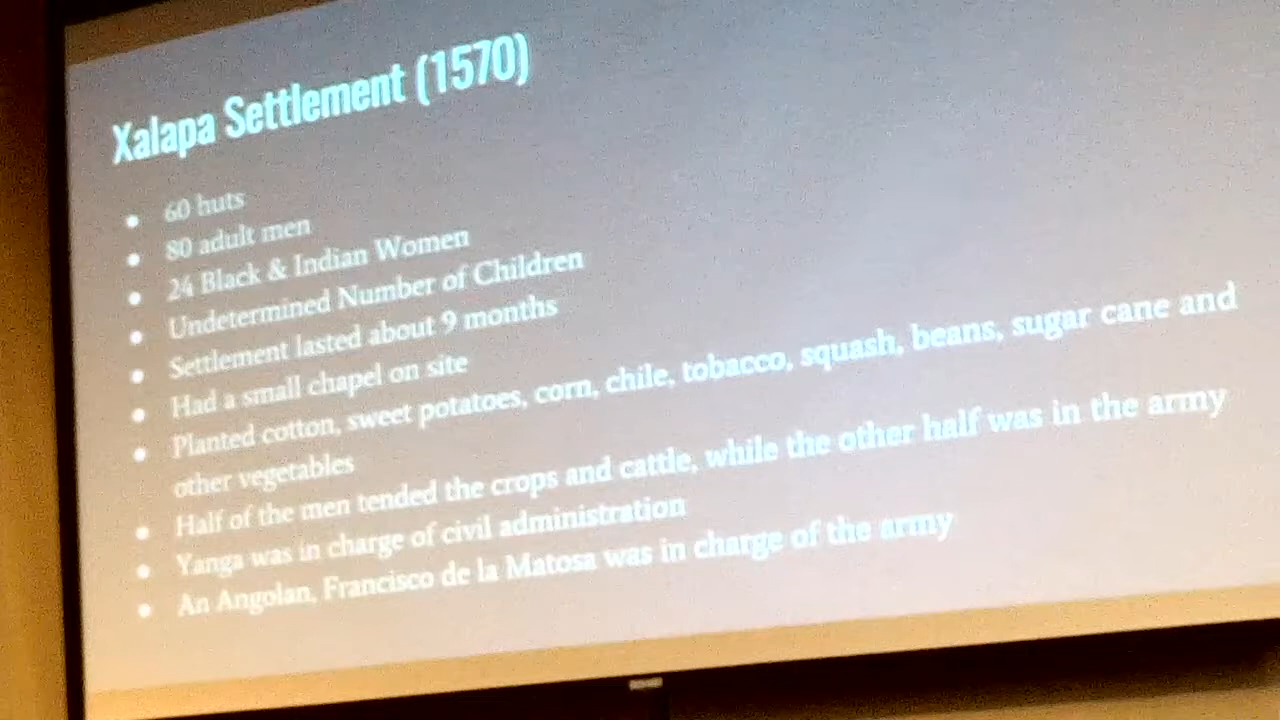 Xalapa Settlement (1570)
• 60 huts
• 80 adult men
• 24 Black & Indian Women
• Undetermined Number of Children
• Settlement lasted about 9 months
• Had a small chapel on site
• Planted cotton, sweet potatoes, corn, chile, tobacco, squash, beans, sugar cane and
other vegetables
• Half of the men tended the crops and cattle, while the other half was in the army
• Yanga was in charge of civil administration
• An Angolan, Francisco de la Matosa was in charge of the army